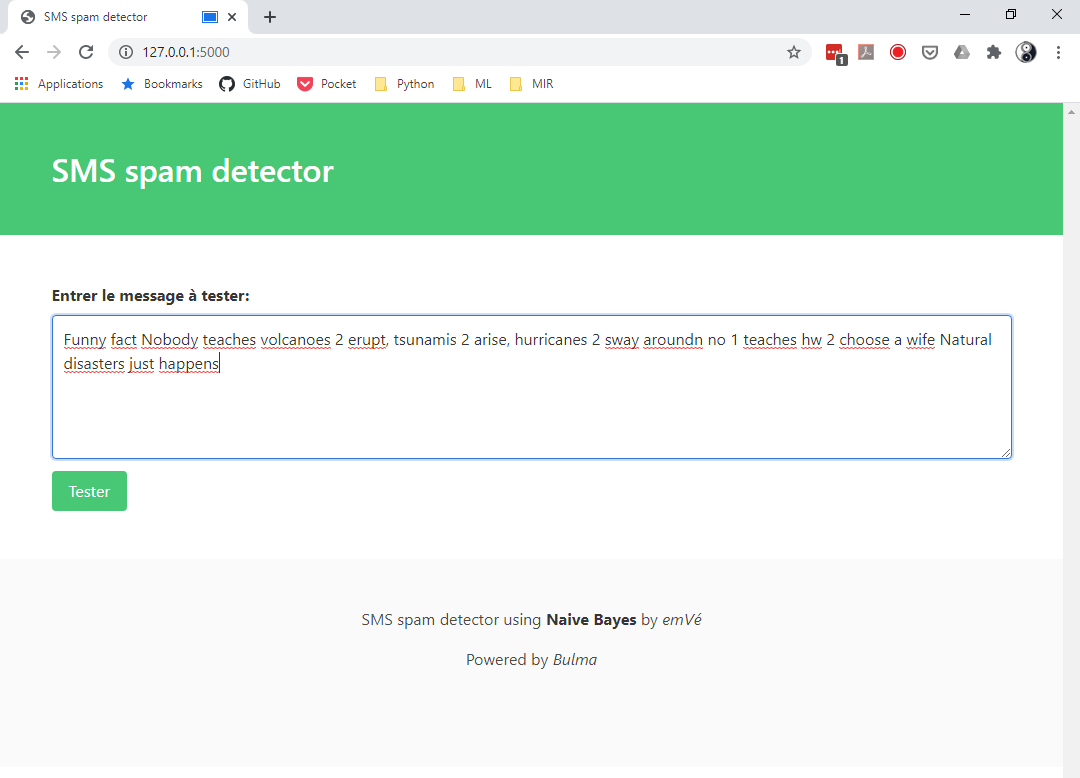 SMS spam detector
127.0.0.1:5000
1
Applications Bookmarks GitHub Pocket Python ML MIR
SMS spam detector
Entrer le message à tester:
Funny fact Nobody teaches volcanoes 2 erupt, tsunamis 2 arise, hurricanes 2 sway aroundn no 1 teaches hw 2 choose a wife Natural
disasters just happens
Tester
SMS spam detector using Naive Bayes by emVé
Powered by Bulma